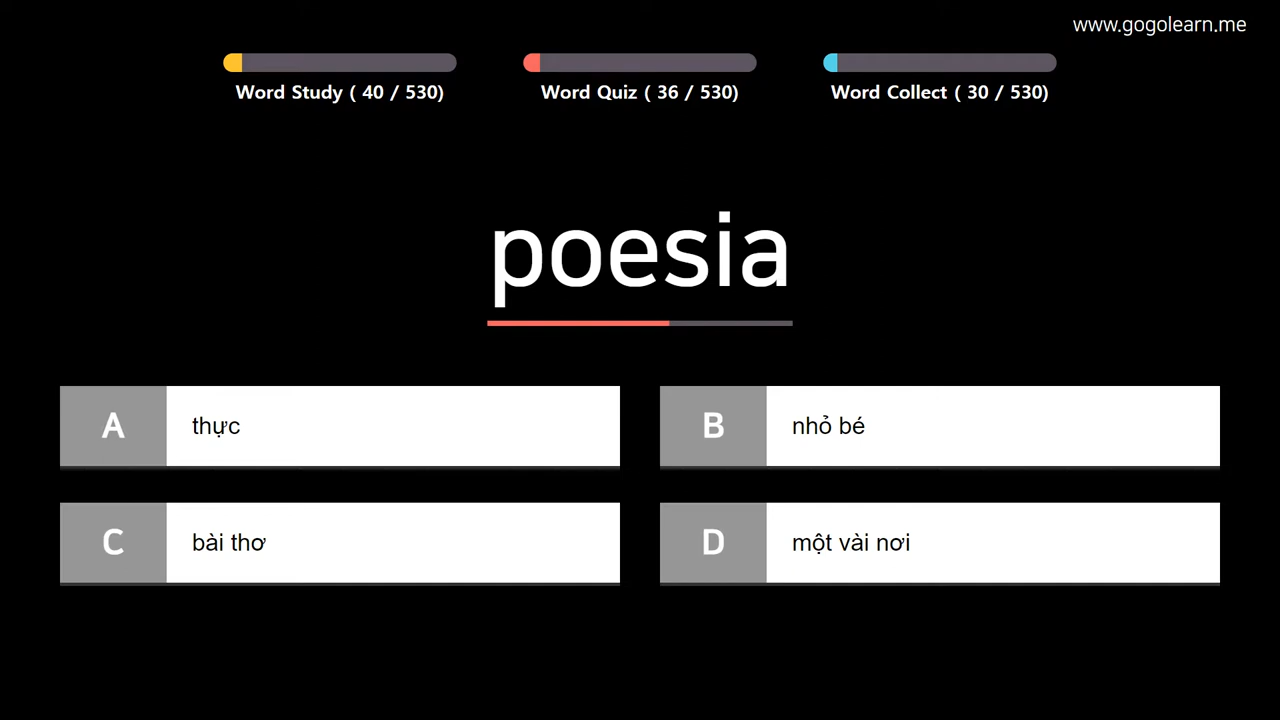 www.gogolearn.me
Word Study ( 40 / 530)
Word Quiz ( 36 / 530)
Word Collect ( 30 / 530)
poesia
A thực
B nhỏ bé
C bài thơ
D một vài nơi